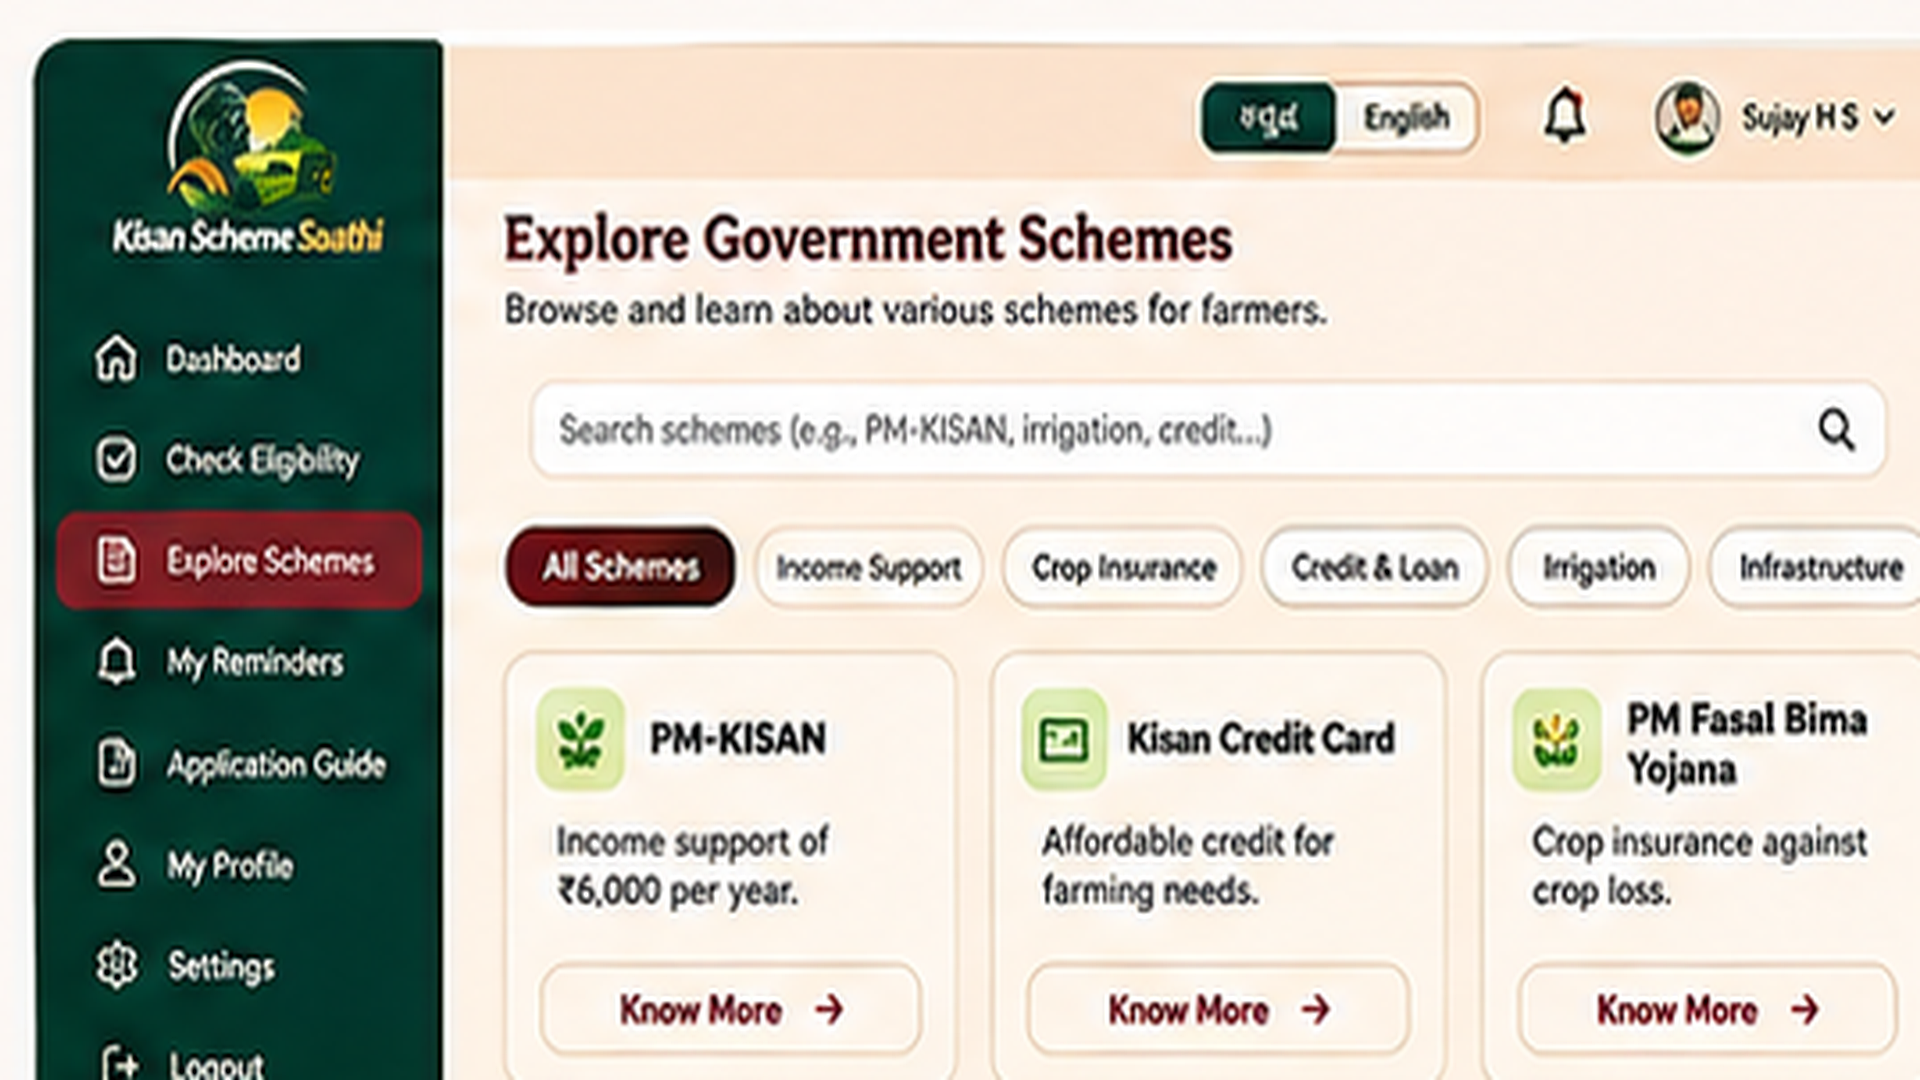 Kisan Scheme Saathi
ಕನ್ನಡ
English
Sujay H S
Explore Government Schemes
Browse and learn about various schemes for farmers.
Dashboard
Check Eligibility
Explore Schemes
My Reminders
Application Guide
My Profile
Settings
Logout
Search schemes (e.g., PM-KISAN, irrigation, credit...)
All Schemes
Income Support
Crop Insurance
Credit & Loan
Irrigation
Infrastructure
PM-KISAN
Income support of
₹6,000 per year.
Know More →
Kisan Credit Card
Affordable credit for
farming needs.
Know More →
PM Fasal Bima
Yojana
Crop insurance against
crop loss.
Know More →